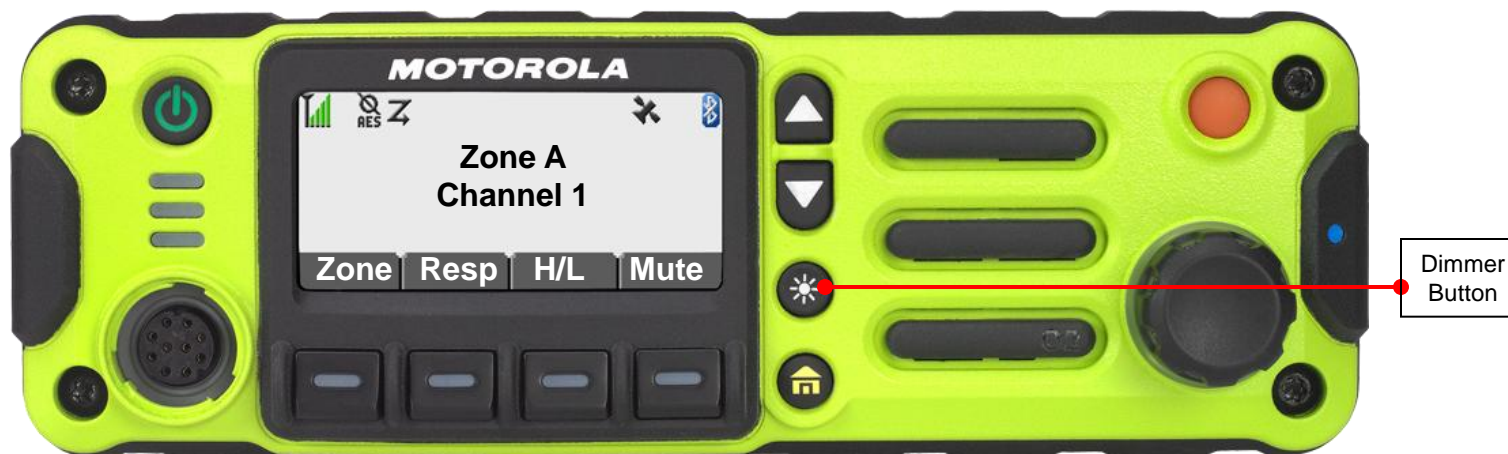 MOTOROLA
AES
Zone A
Channel 1
Zone Resp H/L Mute
Dimmer
Button